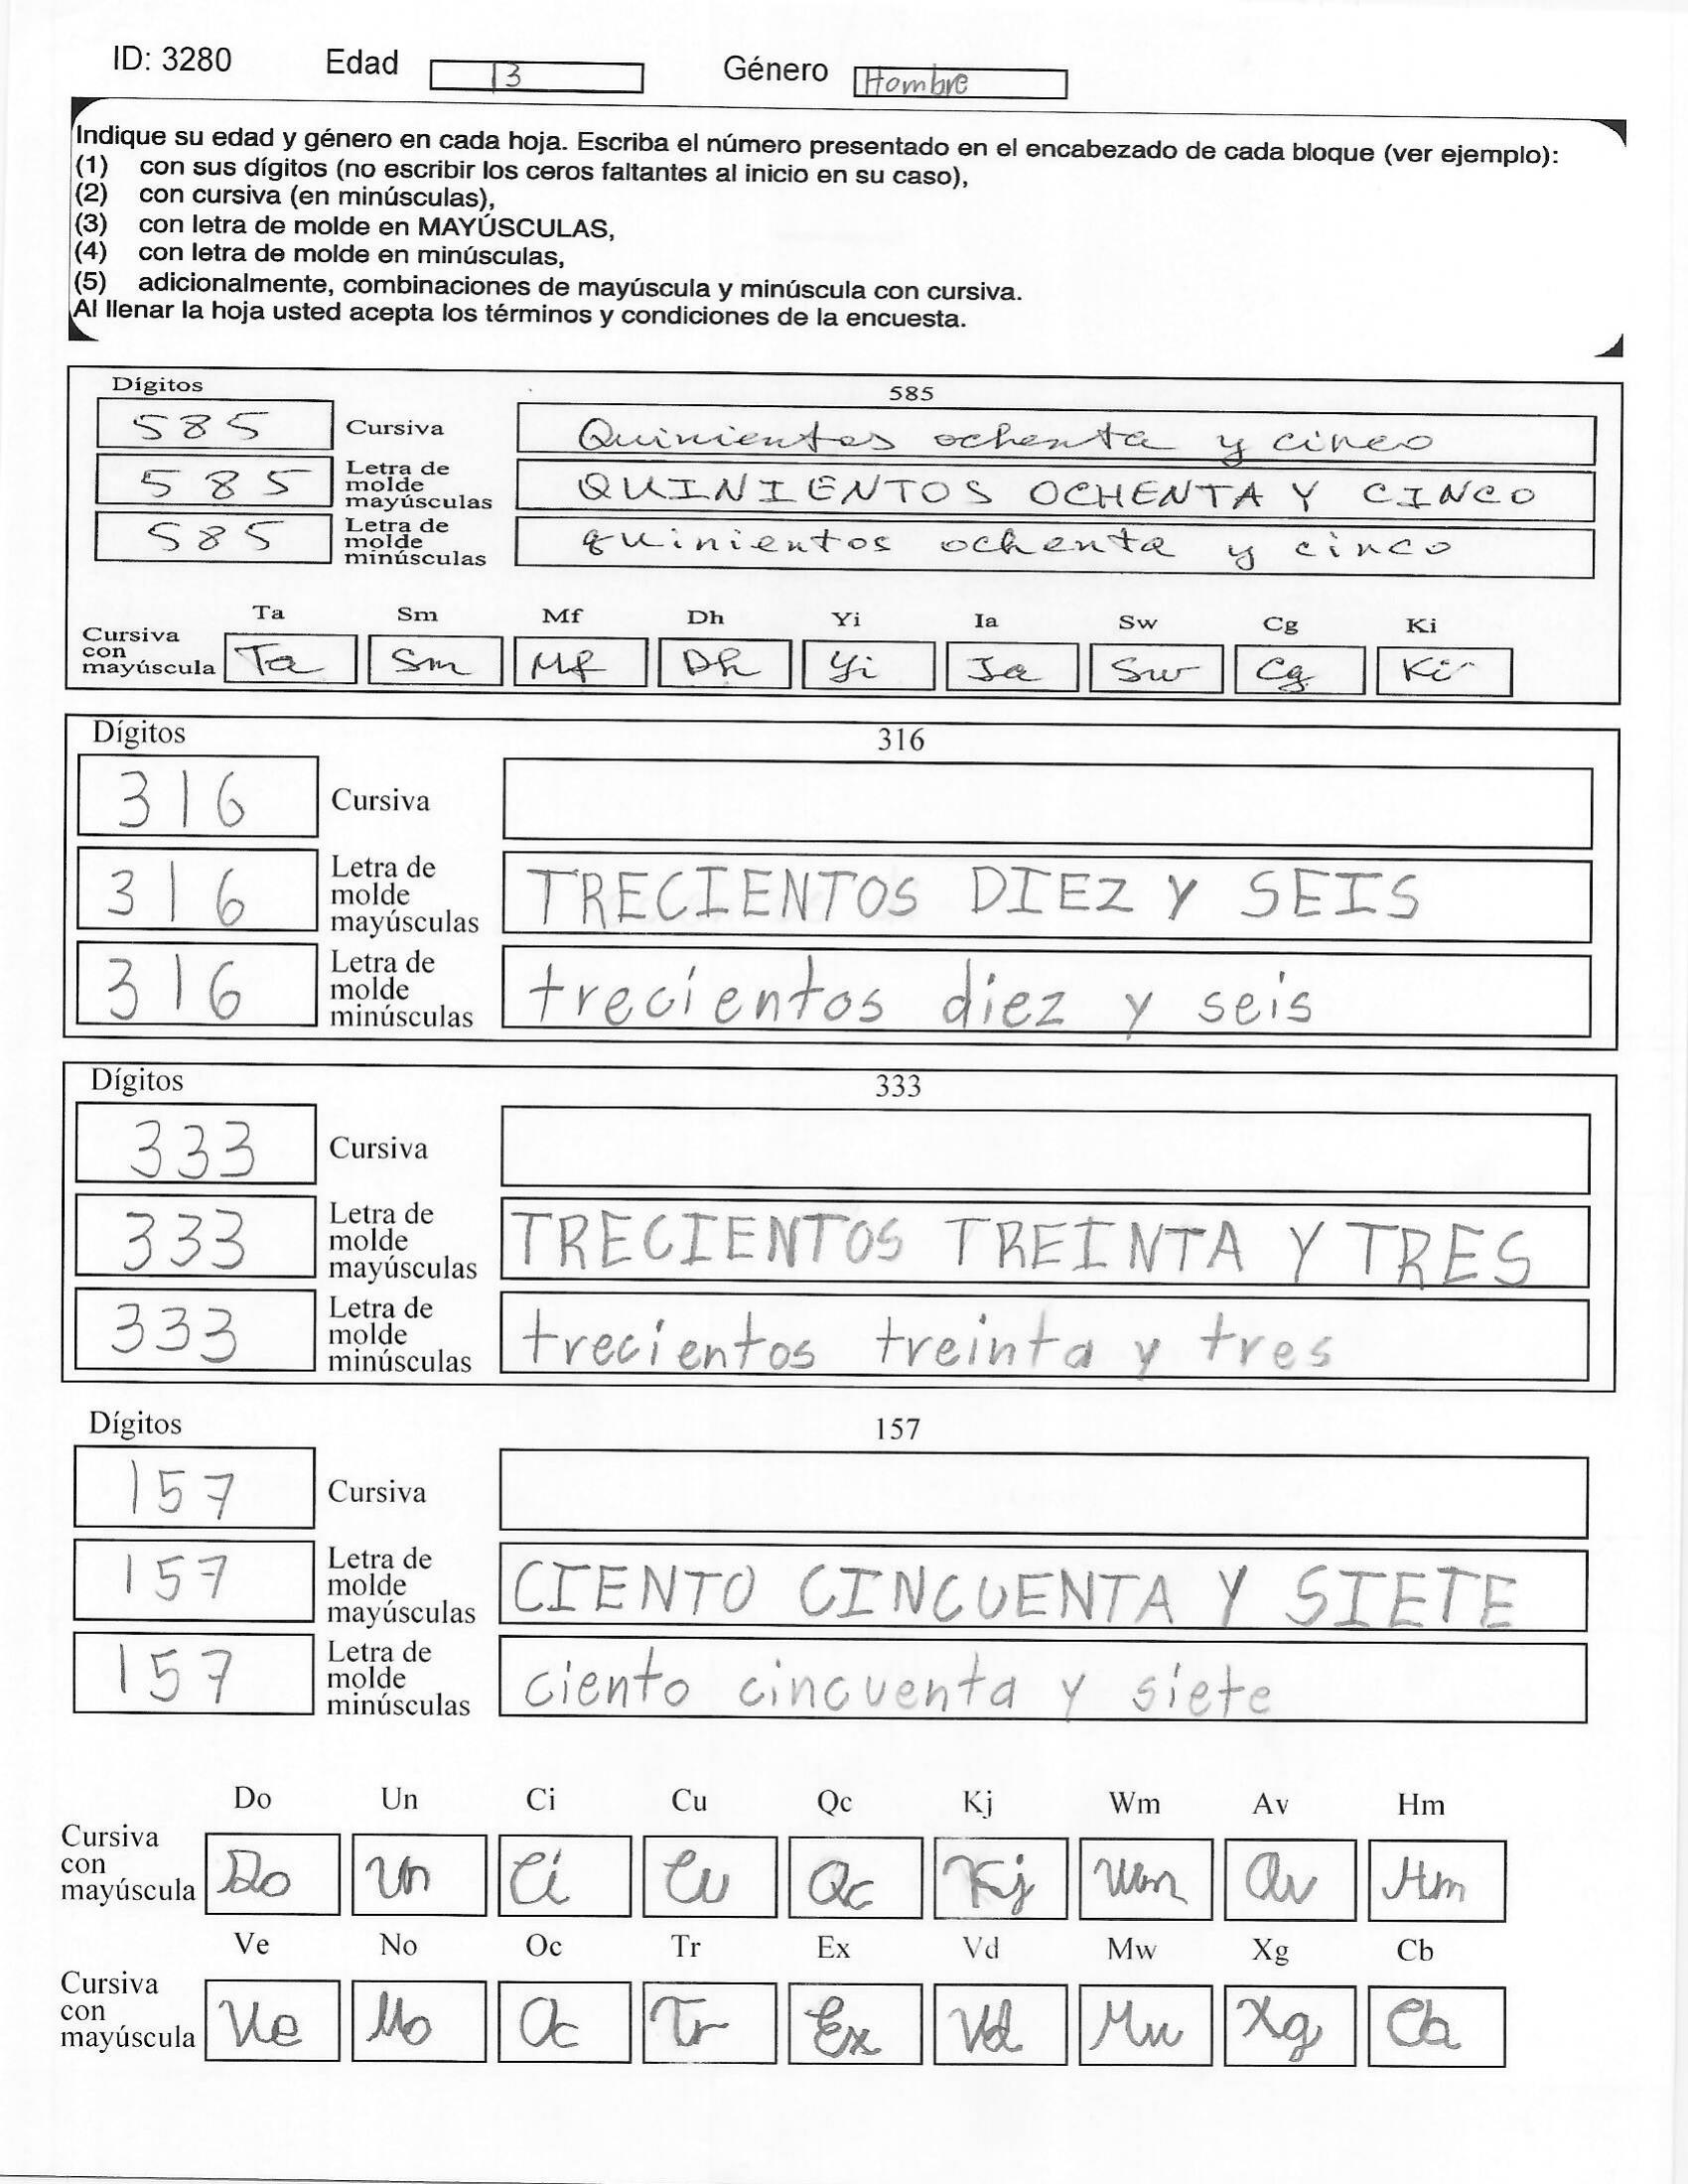 ID: 3280 Edad 13 Género Hombre
Indique su edad y género en cada hoja. Escriba el número presentado en el encabezado de cada bloque (ver ejemplo):
(1) con sus dígitos (no escribir los ceros faltantes al inicio en su caso),
(2) con cursiva (en minúsculas),
(3) con letra de molde en MAYÚSCULAS,
(4) con letra de molde en minúsculas,
(5) adicionalmente, combinaciones de mayúscula y minúscula con cursiva.
Al llenar la hoja usted acepta los términos y condiciones de la encuesta.
Dígitos 585
585 Cursiva Quinientos ochenta y cinco
585 Letra de molde mayúsculas QUINIENTOS OCHENTA Y CINCO
585 Letra de molde minúsculas quinientos ochenta y cinco
Ta Sm Mf Dh Yi Ia Sw Cg Ki
Cursiva con mayúscula Ta Sm Mf Dh Yi Ia Sw Cg Ki
Dígitos 316
316 Cursiva
316 Letra de molde mayúsculas TRECIENTOS DIEZ Y SEIS
316 Letra de molde minúsculas trecientos diez y seis
Dígitos 333
333 Cursiva
333 Letra de molde mayúsculas TRECIENTOS TREINTA Y TRES
333 Letra de molde minúsculas trecientos treinta y tres
Dígitos 157
157 Cursiva
157 Letra de molde mayúsculas CIENTO CINCUENTA Y SIETE
157 Letra de molde minúsculas ciento cincuenta y siete
Do Un Ci Cu Qc Kj Wm Av Hm
Cursiva con mayúscula Do Un Ci Cu Qc Kj Wm Av Hm
Ve No Oc Tr Ex Vd Mw Xg Cb
Cursiva con mayúscula Ve No Oc Tr Ex Vd Mw Xg Cb